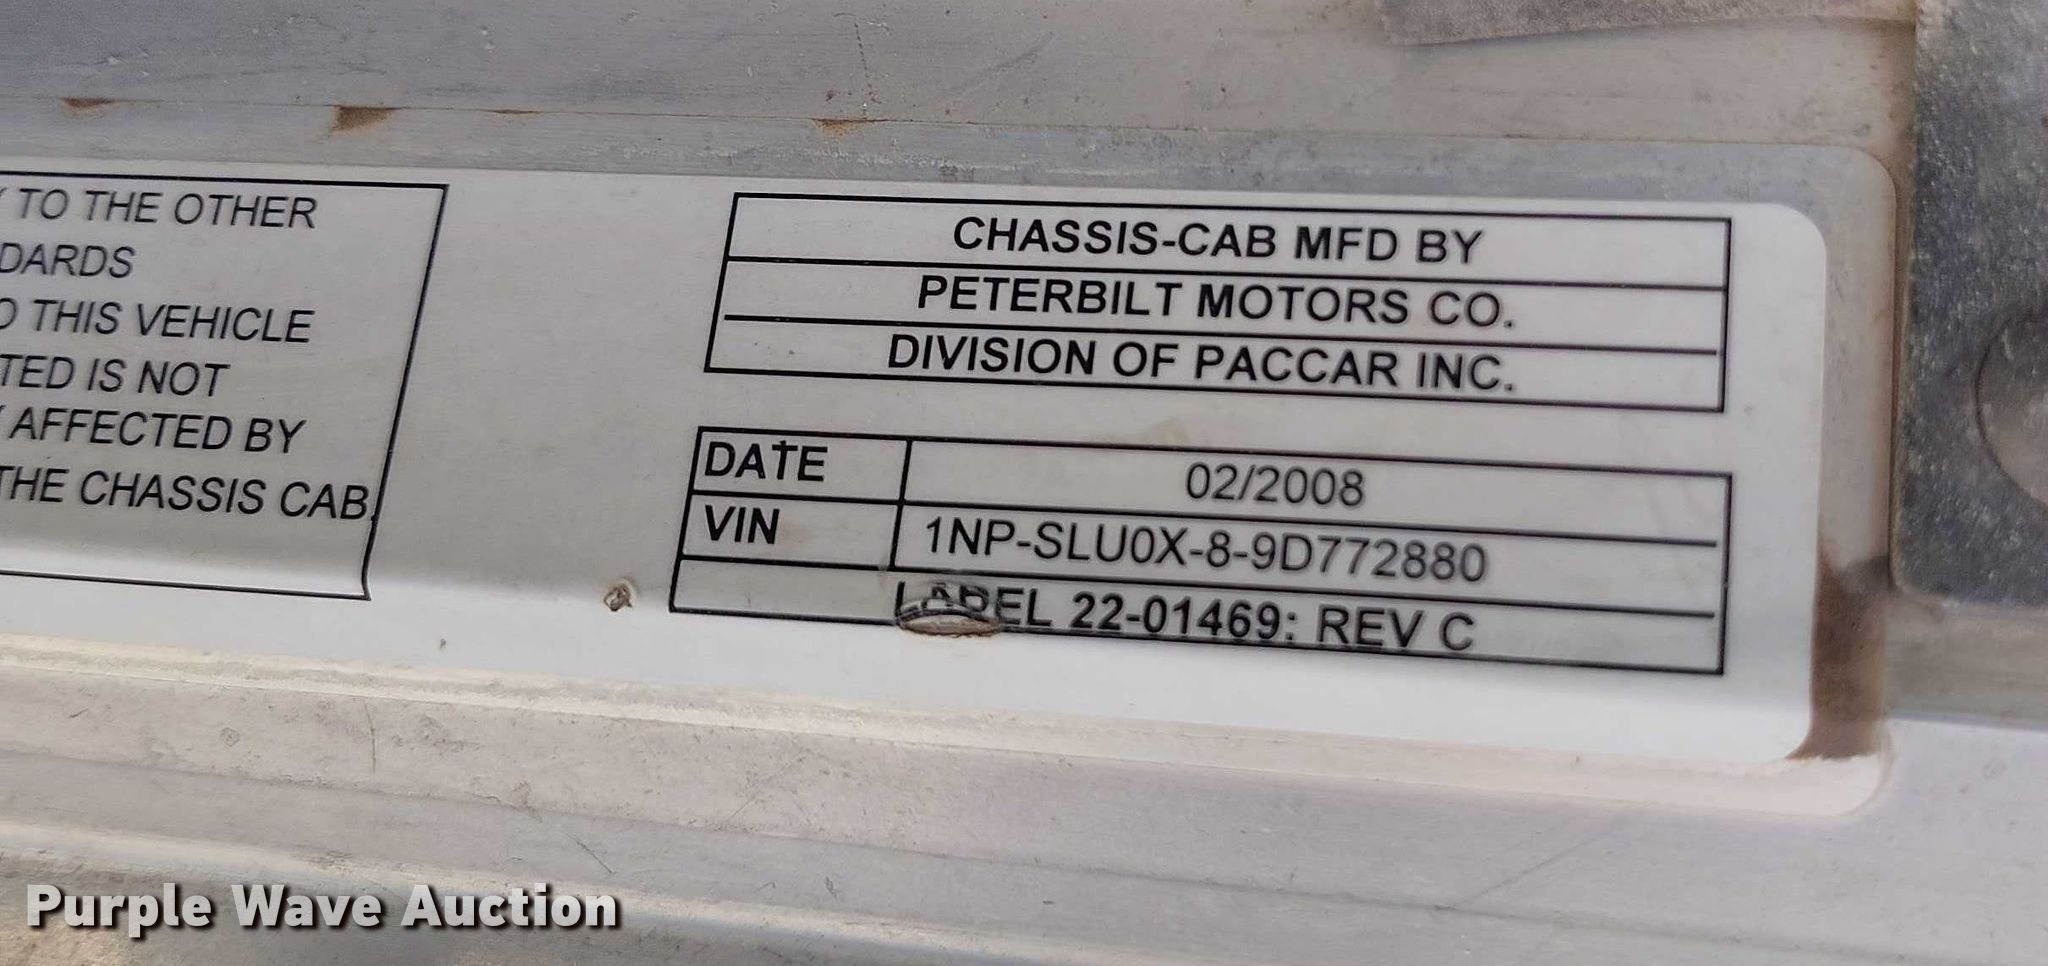 TO THE OTHER
DARDS
O THIS VEHICLE
TED IS NOT
AFFECTED BY
THE CHASSIS CAB.
CHASSIS-CAB MFD BY
PETERBILT MOTORS CO.
DIVISION OF PACCAR INC.
DATE 02/2008
VIN 1NP-SLU0X-8-9D772880
LABEL 22-01469: REV C
Purple Wave Auction